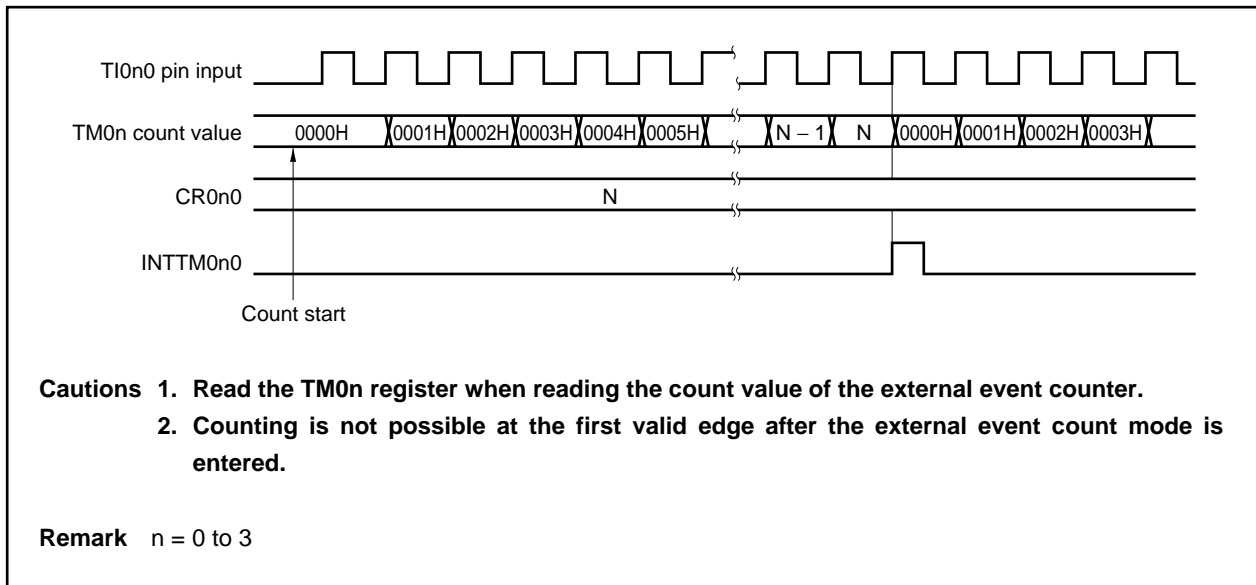 TI0n0 pin input
TM0n count value 0000H 0001H 0002H 0003H 0004H 0005H N – 1 N 0000H 0001H 0002H 0003H
CR0n0 N
INTTM0n0
Count start
Cautions 1. Read the TM0n register when reading the count value of the external event counter.
2. Counting is not possible at the first valid edge after the external event count mode is
entered.
Remark n = 0 to 3